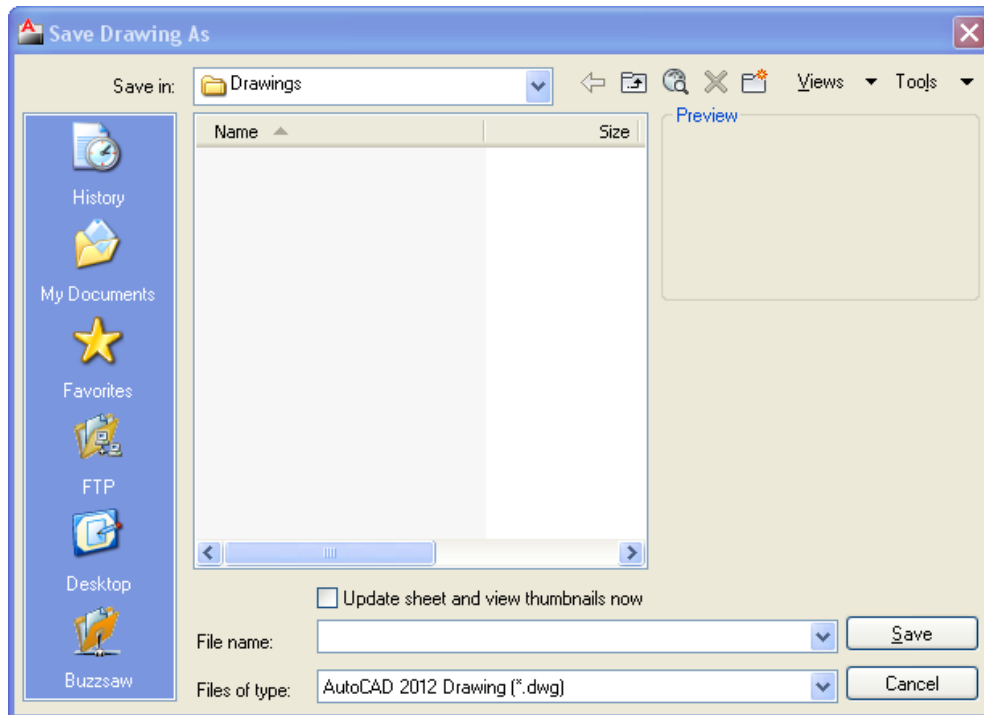 Save Drawing As
Save in: Drawings Views Tools
Name Size Preview
History
My Documents
Favorites
FTP
Desktop
Buzzsaw
Update sheet and view thumbnails now
File name: Save
Files of type: AutoCAD 2012 Drawing (*.dwg) Cancel